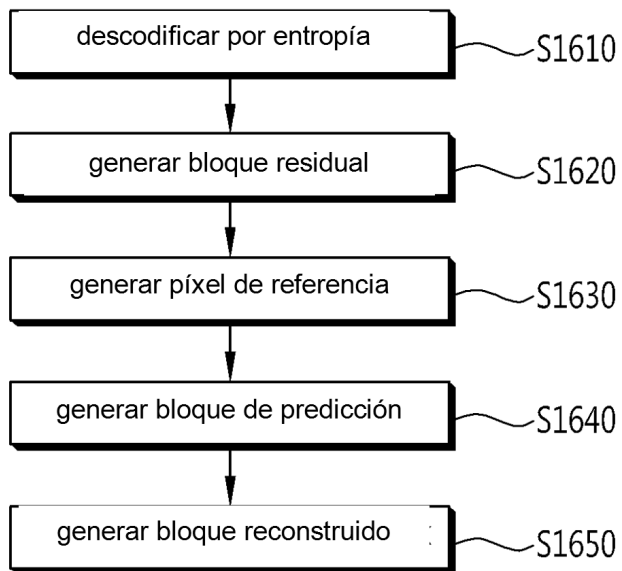 descodificar por entropía S1610
generar bloque residual S1620
generar píxel de referencia S1630
generar bloque de predicción S1640
generar bloque reconstruido S1650